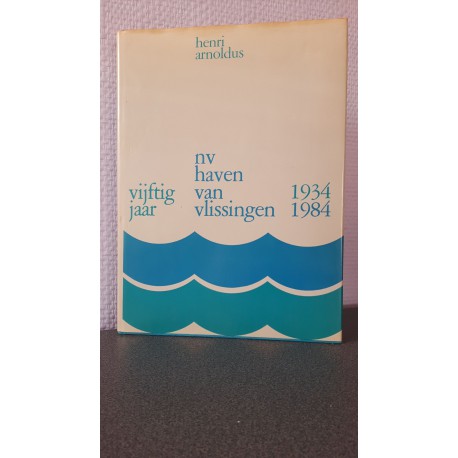 henri
arnoldus
vijftig
jaar
nv
haven
van
vlissingen
1934
1984